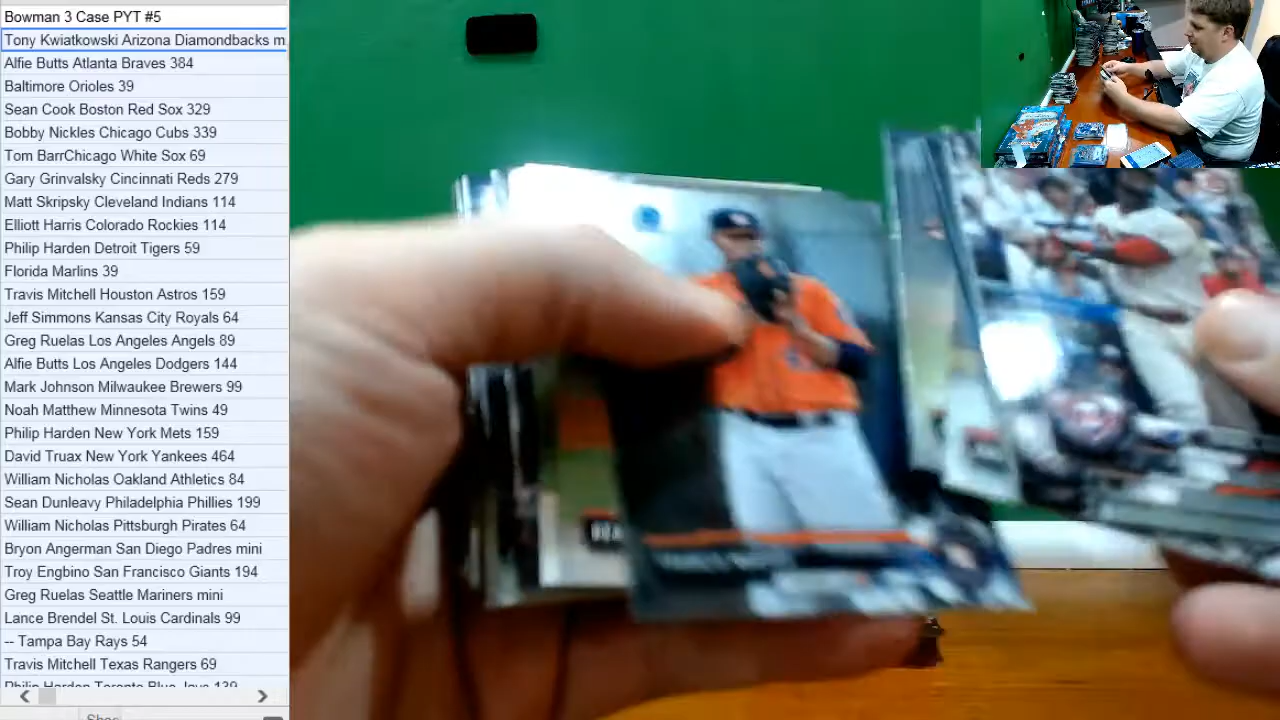 Bowman 3 Case PYT #5
Tony Kwiatkowski Arizona Diamondbacks m
Alfie Butts Atlanta Braves 384
Baltimore Orioles 39
Sean Cook Boston Red Sox 329
Bobby Nickles Chicago Cubs 339
Tom BarrChicago White Sox 69
Gary Grinvalsky Cincinnati Reds 279
Matt Skripsky Cleveland Indians 114
Elliott Harris Colorado Rockies 114
Philip Harden Detroit Tigers 59
Florida Marlins 39
Travis Mitchell Houston Astros 159
Jeff Simmons Kansas City Royals 64
Greg Ruelas Los Angeles Angels 89
Alfie Butts Los Angeles Dodgers 144
Mark Johnson Milwaukee Brewers 99
Noah Matthew Minnesota Twins 49
Philip Harden New York Mets 159
David Truax New York Yankees 464
William Nicholas Oakland Athletics 84
Sean Dunleavy Philadelphia Phillies 199
William Nicholas Pittsburgh Pirates 64
Bryon Angerman San Diego Padres mini
Troy Engbino San Francisco Giants 194
Greg Ruelas Seattle Mariners mini
Lance Brendel St. Louis Cardinals 99
-- Tampa Bay Rays 54
Travis Mitchell Texas Rangers 69
Philip Harden Toronto Blue Jays 139